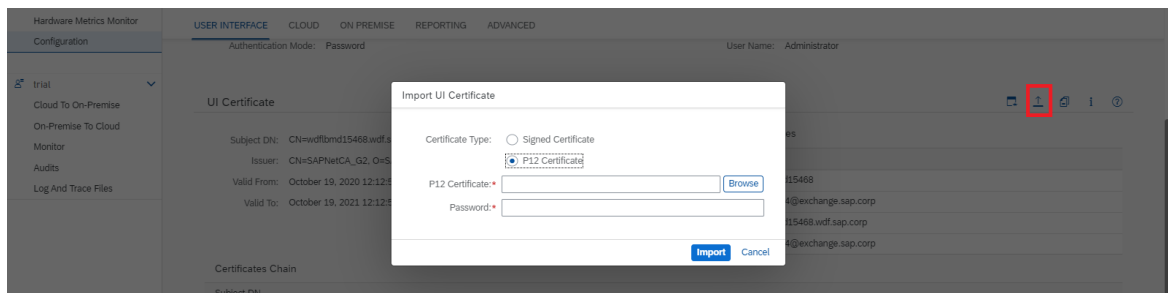 Hardware Metrics Monitor
Configuration
trial
Cloud To On-Premise
On-Premise To Cloud
Monitor
Audits
Log And Trace Files
USER INTERFACE CLOUD ON PREMISE REPORTING ADVANCED
Authentication Mode: Password User Name: Administrator
UI Certificate
Subject DN: CN=wdflbmd15468.wdf.s
Issuer: CN=SAPNetCA_G2, O=S
Valid From: October 19, 2020 12:12:5
Valid To: October 19, 2021 12:12:5
Certificates Chain
Subject DN
Import UI Certificate
Certificate Type: Signed Certificate
P12 Certificate
P12 Certificate:* Browse
Password:*
Import Cancel
es
d15468
4@exchange.sap.corp
d15468.wdf.sap.corp
4@exchange.sap.corp